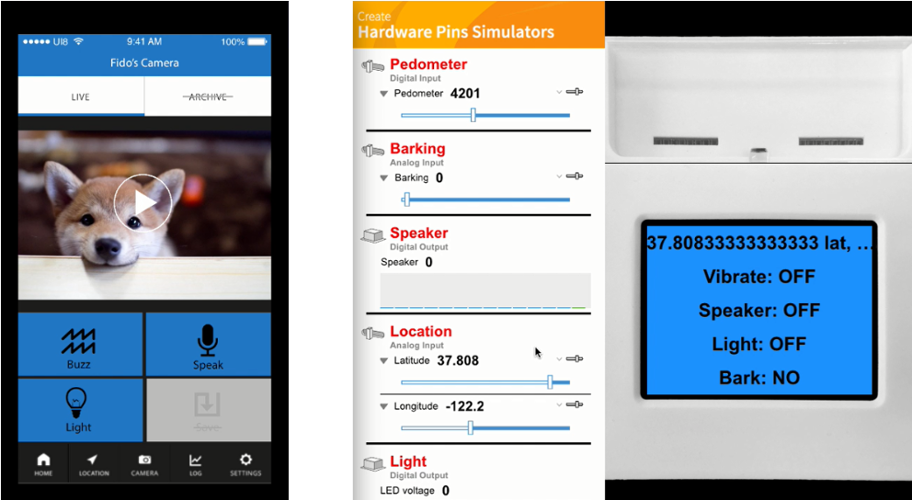 UI8 9:41 AM 100%
Fido's Camera
LIVE ARCHIVE
Buzz Speak
Light Save
HOME LOCATION CAMERA LOG SETTINGS
Create
Hardware Pins Simulators
Pedometer
Digital Input
Pedometer 4201
Barking
Analog Input
Barking 0
Speaker
Digital Output
Speaker 0
Location
Analog Input
Latitude 37.808
Longitude -122.2
Light
Digital Output
LED voltage 0
37.80833333333333 lat, ...
Vibrate: OFF
Speaker: OFF
Light: OFF
Bark: NO